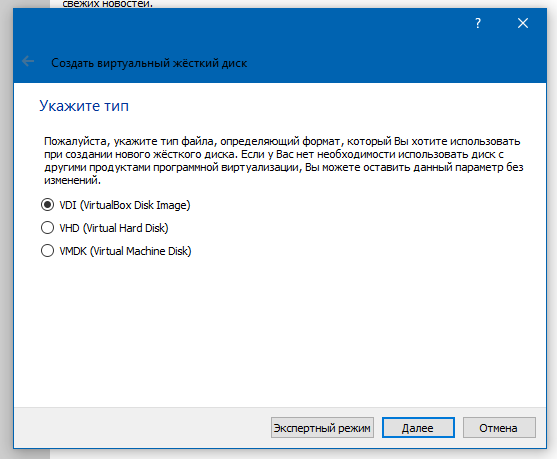 свежих новостей.
?
Создать виртуальный жёсткий диск
Укажите тип
Пожалуйста, укажите тип файла, определяющий формат, который Вы хотите использовать
при создании нового жёсткого диска. Если у Вас нет необходимости использовать диск с
другими продуктами программной виртуализации, Вы можете оставить данный параметр без
изменений.
VDI (VirtualBox Disk Image)
VHD (Virtual Hard Disk)
VMDK (Virtual Machine Disk)
Экспертный режим
Далее
Отмена